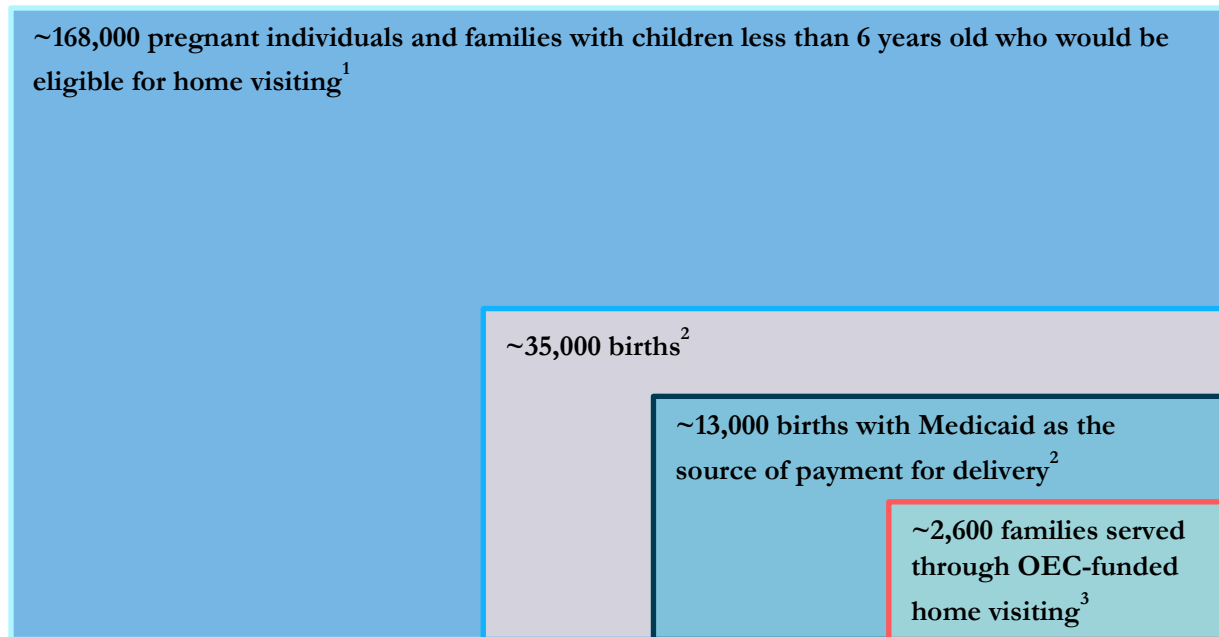 ~168,000 pregnant individuals and families with children less than 6 years old who would be
eligible for home visiting¹
~35,000 births²
~13,000 births with Medicaid as the
source of payment for delivery²
~2,600 families served
through OEC-funded
home visiting³